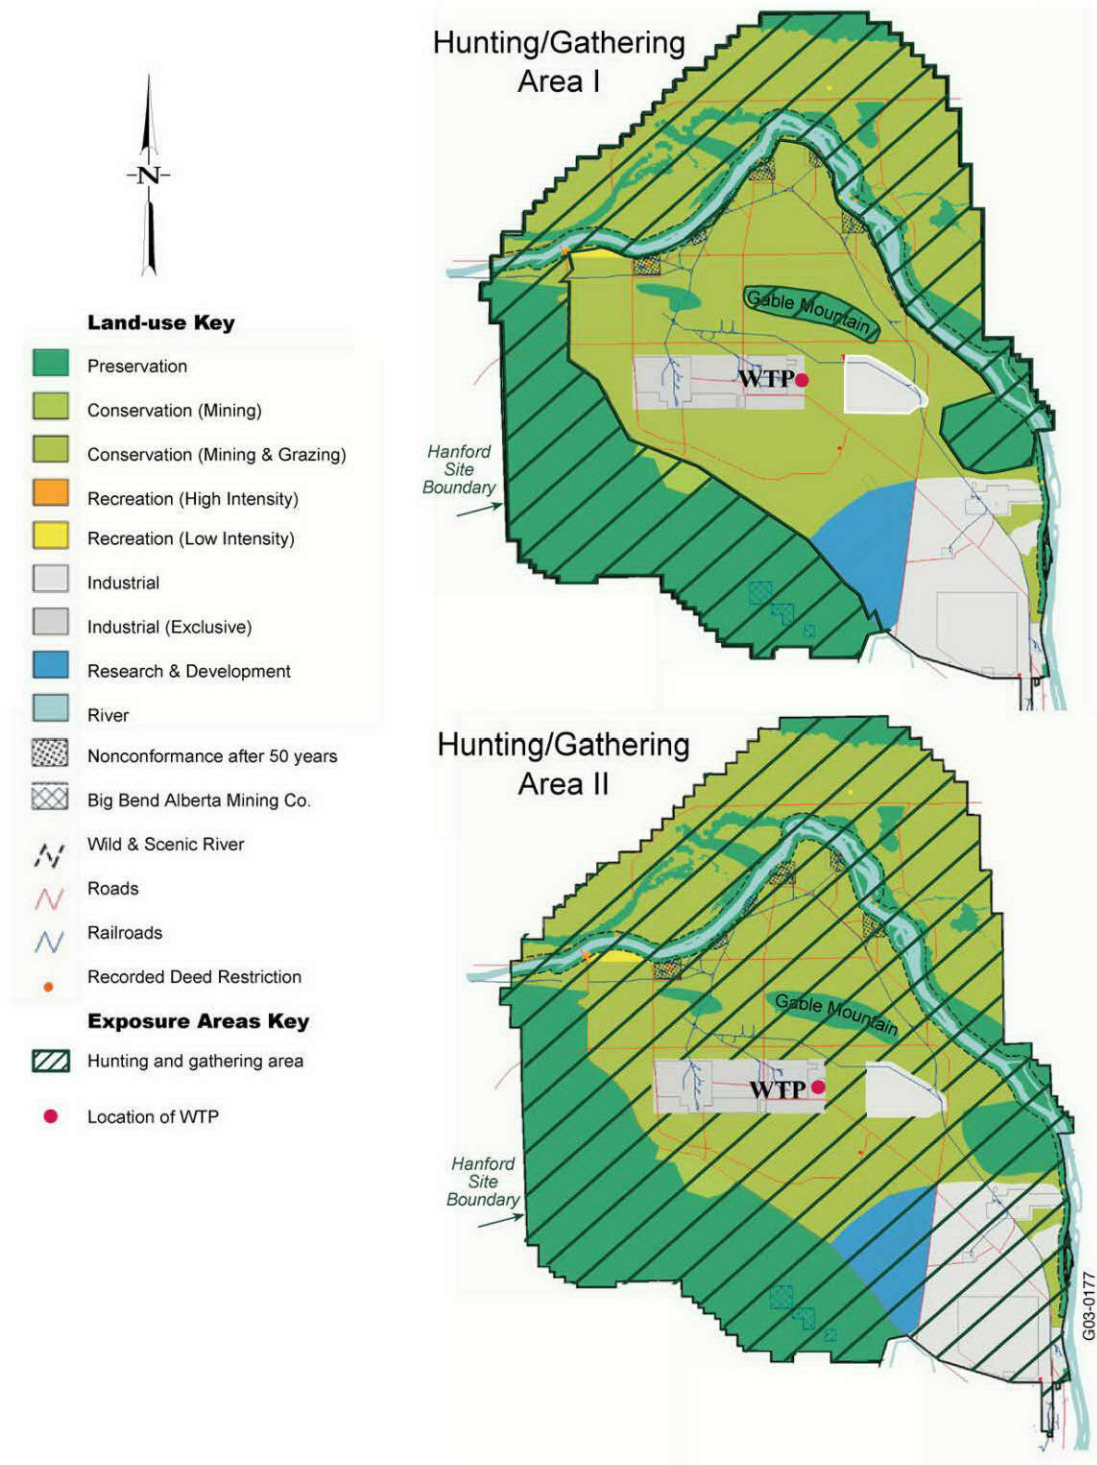 Hunting/Gathering
Area I
N
Land-use Key
Preservation
Conservation (Mining)
Conservation (Mining & Grazing)
Recreation (High Intensity)
Recreation (Low Intensity)
Industrial
Industrial (Exclusive)
Research & Development
River
Nonconformance after 50 years
Big Bend Alberta Mining Co.
Wild & Scenic River
Roads
Railroads
Recorded Deed Restriction
Exposure Areas Key
Hunting and gathering area
Location of WTP
Gable Mountain
WTP
Hanford
Site
Boundary
Hunting/Gathering
Area II
Gable Mountain
WTP
Hanford
Site
Boundary
G03-0177